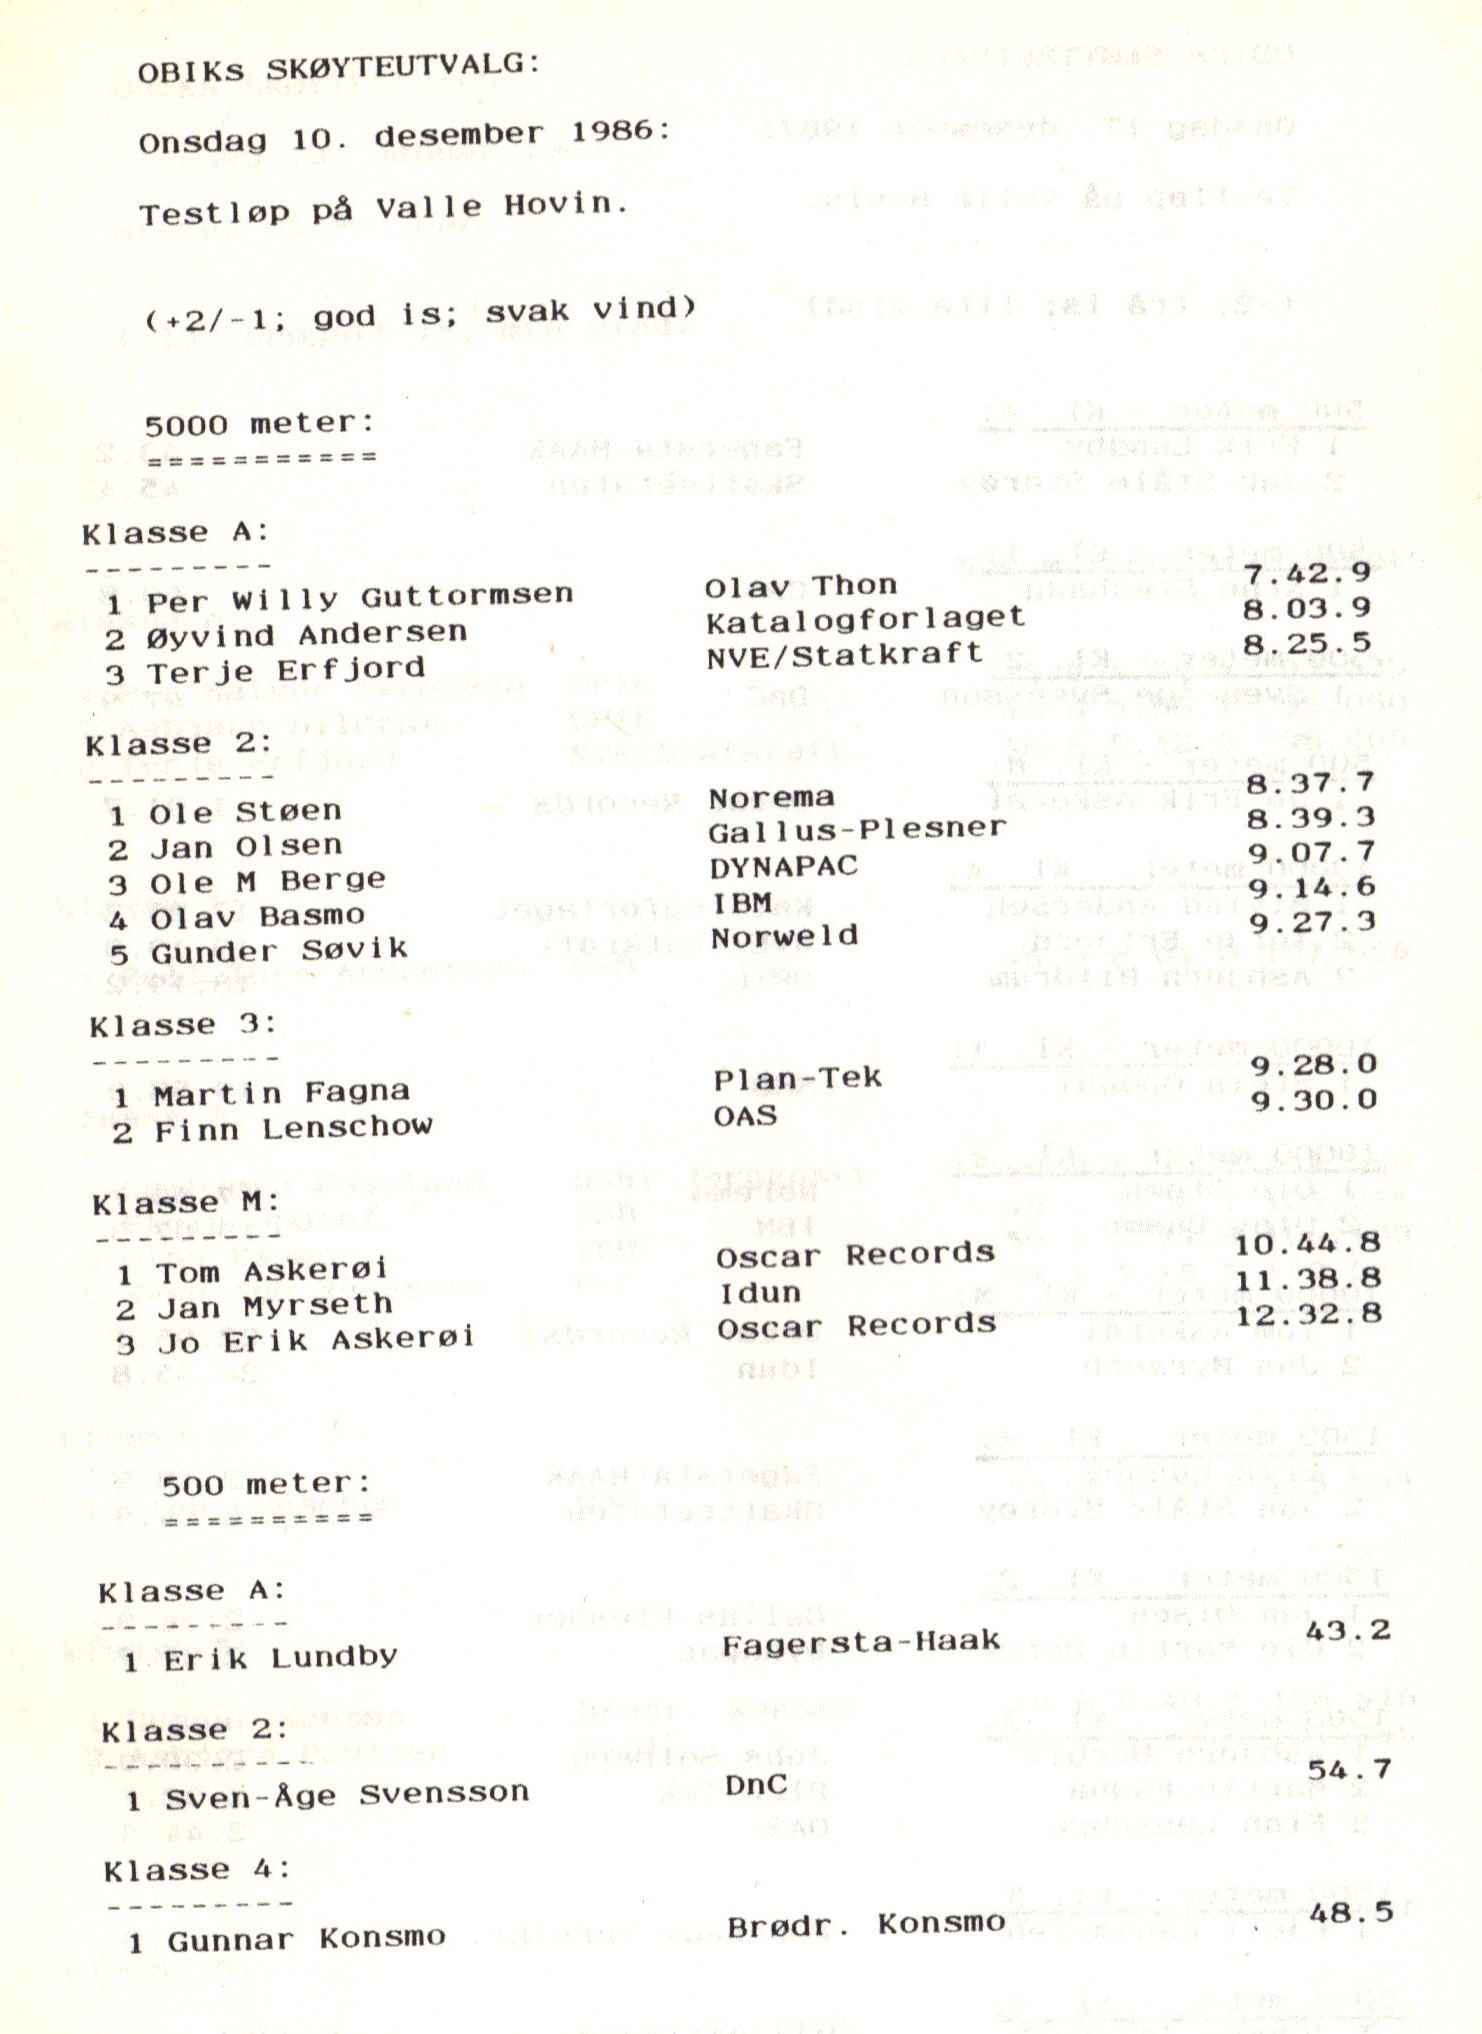 OBIKs SKØYTEUTVALG:
Onsdag 10. desember 1986:
Testløp på Valle Hovin.
(+2/-1; god is; svak vind)
5000 meter:
===========
Klasse A:
---------
1 Per Willy Guttormsen Olav Thon 7.42.9
2 Øyvind Andersen Katalogforlaget 8.03.9
3 Terje Erfjord NVE/Statkraft 8.25.5
Klasse 2:
---------
1 Ole Støen Norema 8.37.7
2 Jan Olsen Gallus-Plesner 8.39.3
3 Ole M Berge DYNAPAC 9.07.7
4 Olav Basmo IBM 9.14.6
5 Gunder Søvik Norweld 9.27.3
Klasse 3:
---------
1 Martin Fagna Plan-Tek 9.28.0
2 Finn Lenschow OAS 9.30.0
Klasse M:
---------
1 Tom Askerøi Oscar Records 10.44.8
2 Jan Myrseth Idun 11.38.8
3 Jo Erik Askerøi Oscar Records 12.32.8
500 meter:
==========
Klasse A:
---------
1 Erik Lundby Fagersta-Haak 43.2
Klasse 2:
----------
1 Sven-Åge Svensson DnC 54.7
Klasse 4:
---------
1 Gunnar Konsmo Brødr. Konsmo 48.5